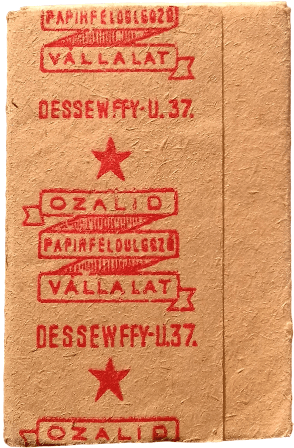 PAPIRFELDOLGOZÓ
VÁLLALAT
DESSEWFFY-U.37.
OZALID
PAPIRFELDOLGOZÓ
VÁLLALAT
DESSEWFFY-U.37.
OZALID